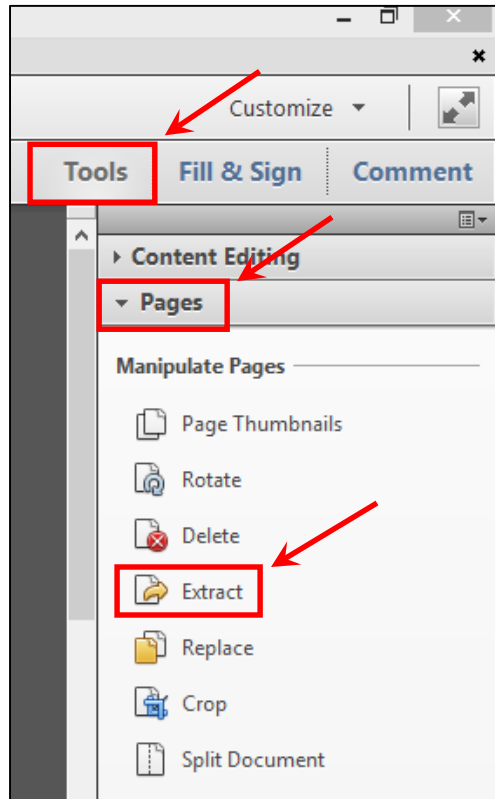 Customize
Tools Fill & Sign Comment
Content Editing
Pages
Manipulate Pages
Page Thumbnails
Rotate
Delete
Extract
Replace
Crop
Split Document